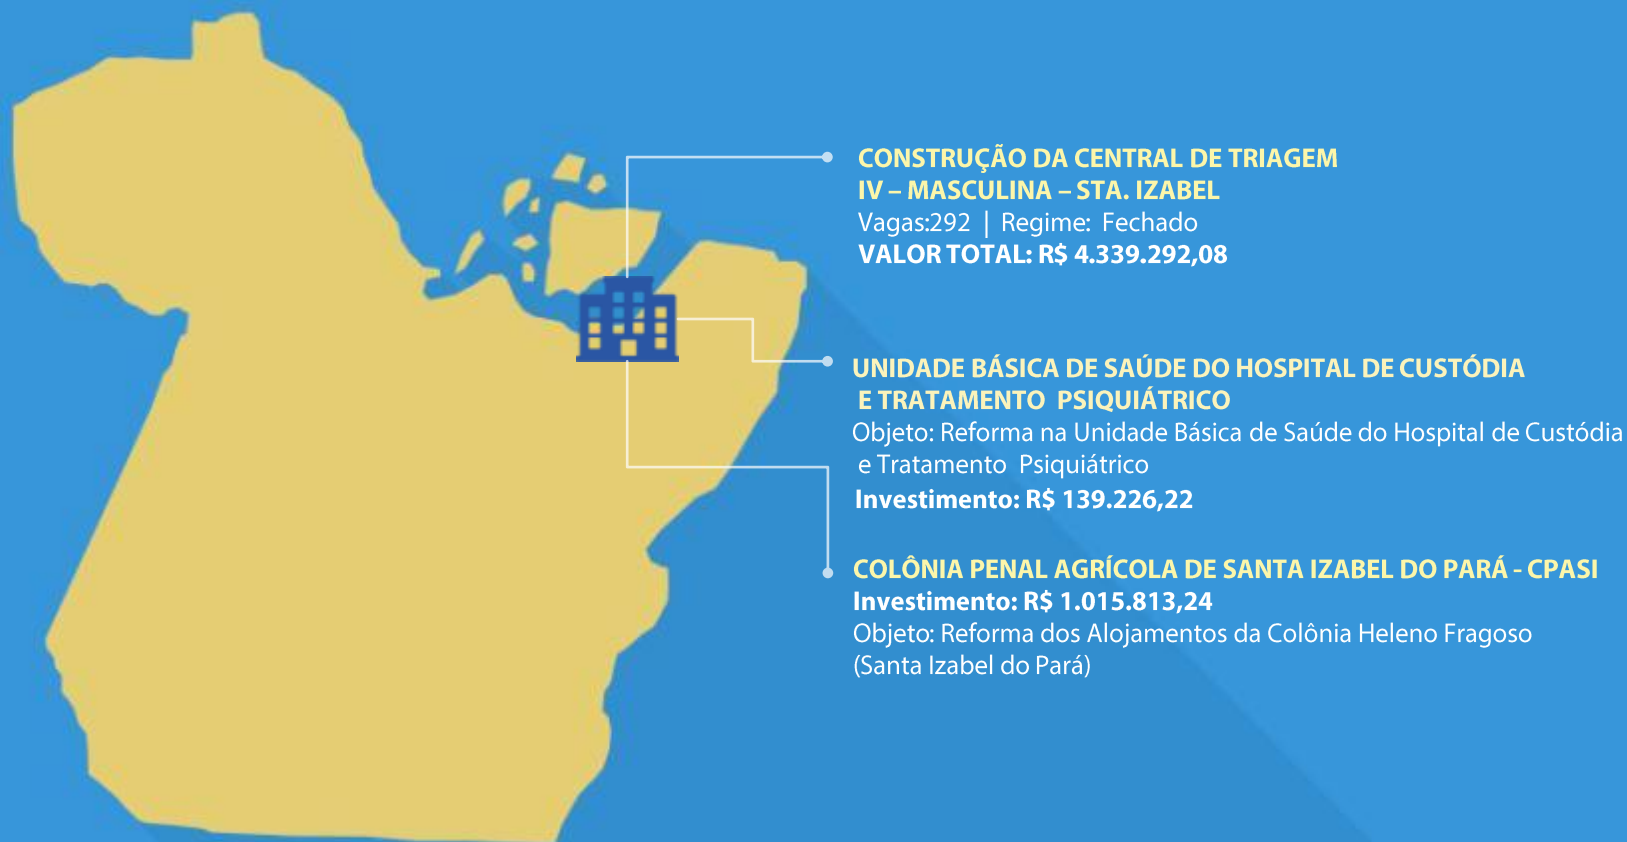 CONSTRUÇÃO DA CENTRAL DE TRIAGEM
IV – MASCULINA – STA. IZABEL
Vagas:292 | Regime: Fechado
VALOR TOTAL: R$ 4.339.292,08
UNIDADE BÁSICA DE SAÚDE DO HOSPITAL DE CUSTÓDIA
E TRATAMENTO PSIQUIÁTRICO
Objeto: Reforma na Unidade Básica de Saúde do Hospital de Custódia
e Tratamento Psiquiátrico
Investimento: R$ 139.226,22
COLÔNIA PENAL AGRÍCOLA DE SANTA IZABEL DO PARÁ - CPASI
Investimento: R$ 1.015.813,24
Objeto: Reforma dos Alojamentos da Colônia Heleno Fragoso
(Santa Izabel do Pará)